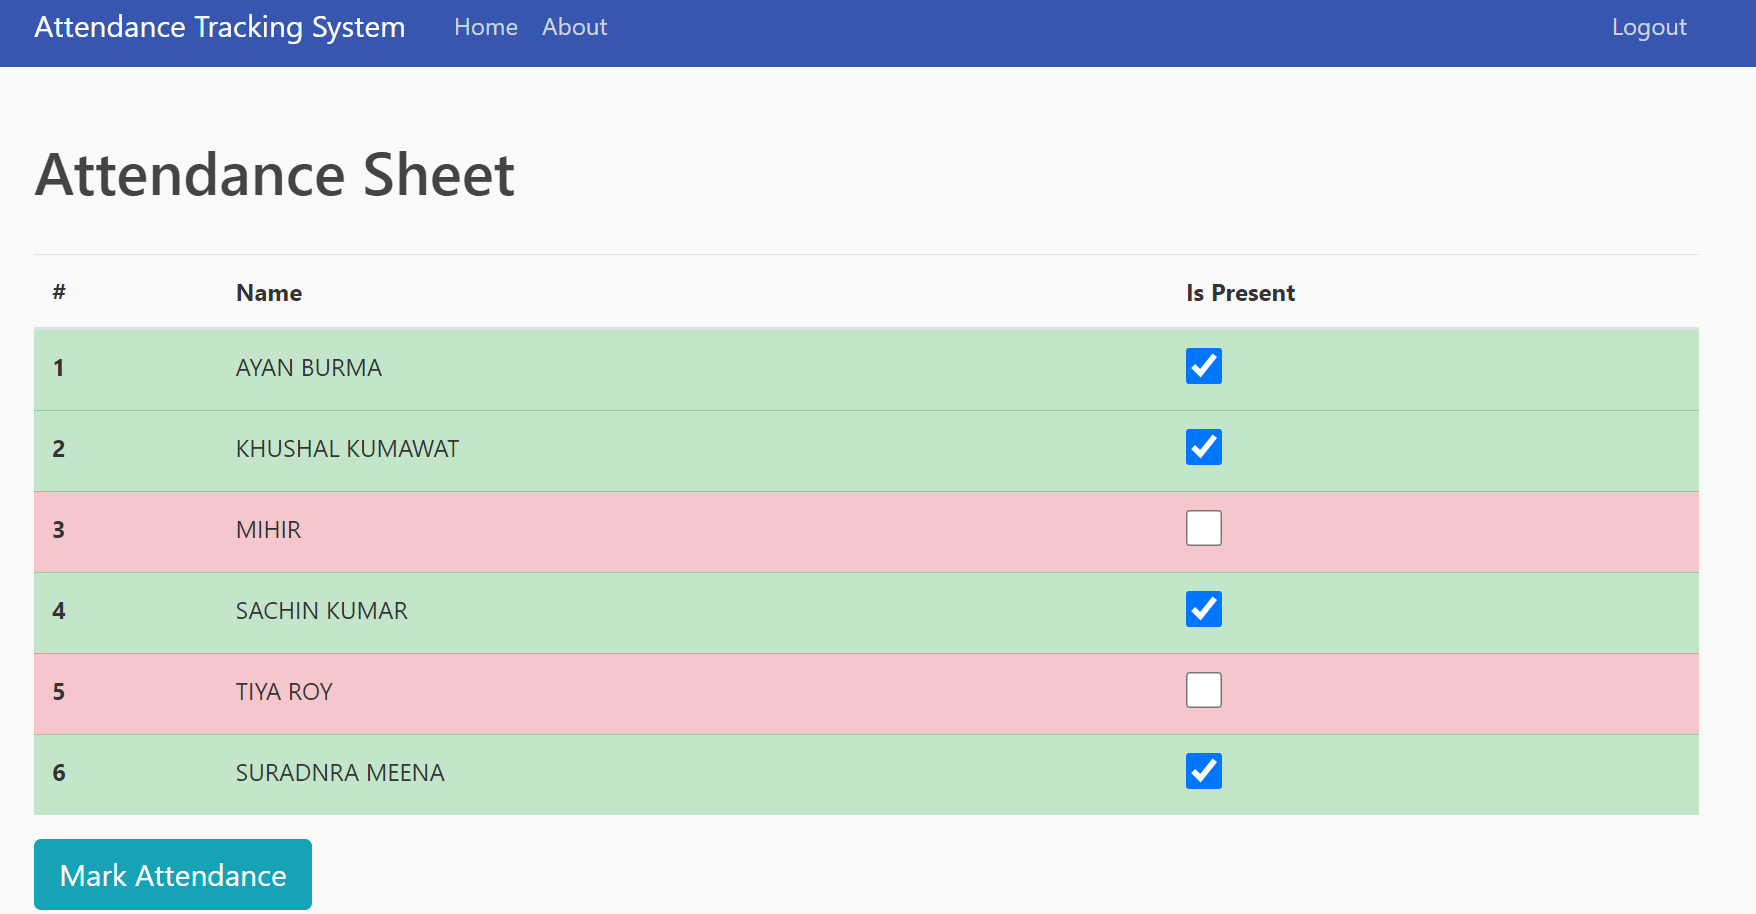 Attendance Tracking System Home About Logout
Attendance Sheet
# Name Is Present
1 AYAN BURMA
2 KHUSHAL KUMAWAT
3 MIHIR
4 SACHIN KUMAR
5 TIYA ROY
6 SURADNRA MEENA
Mark Attendance